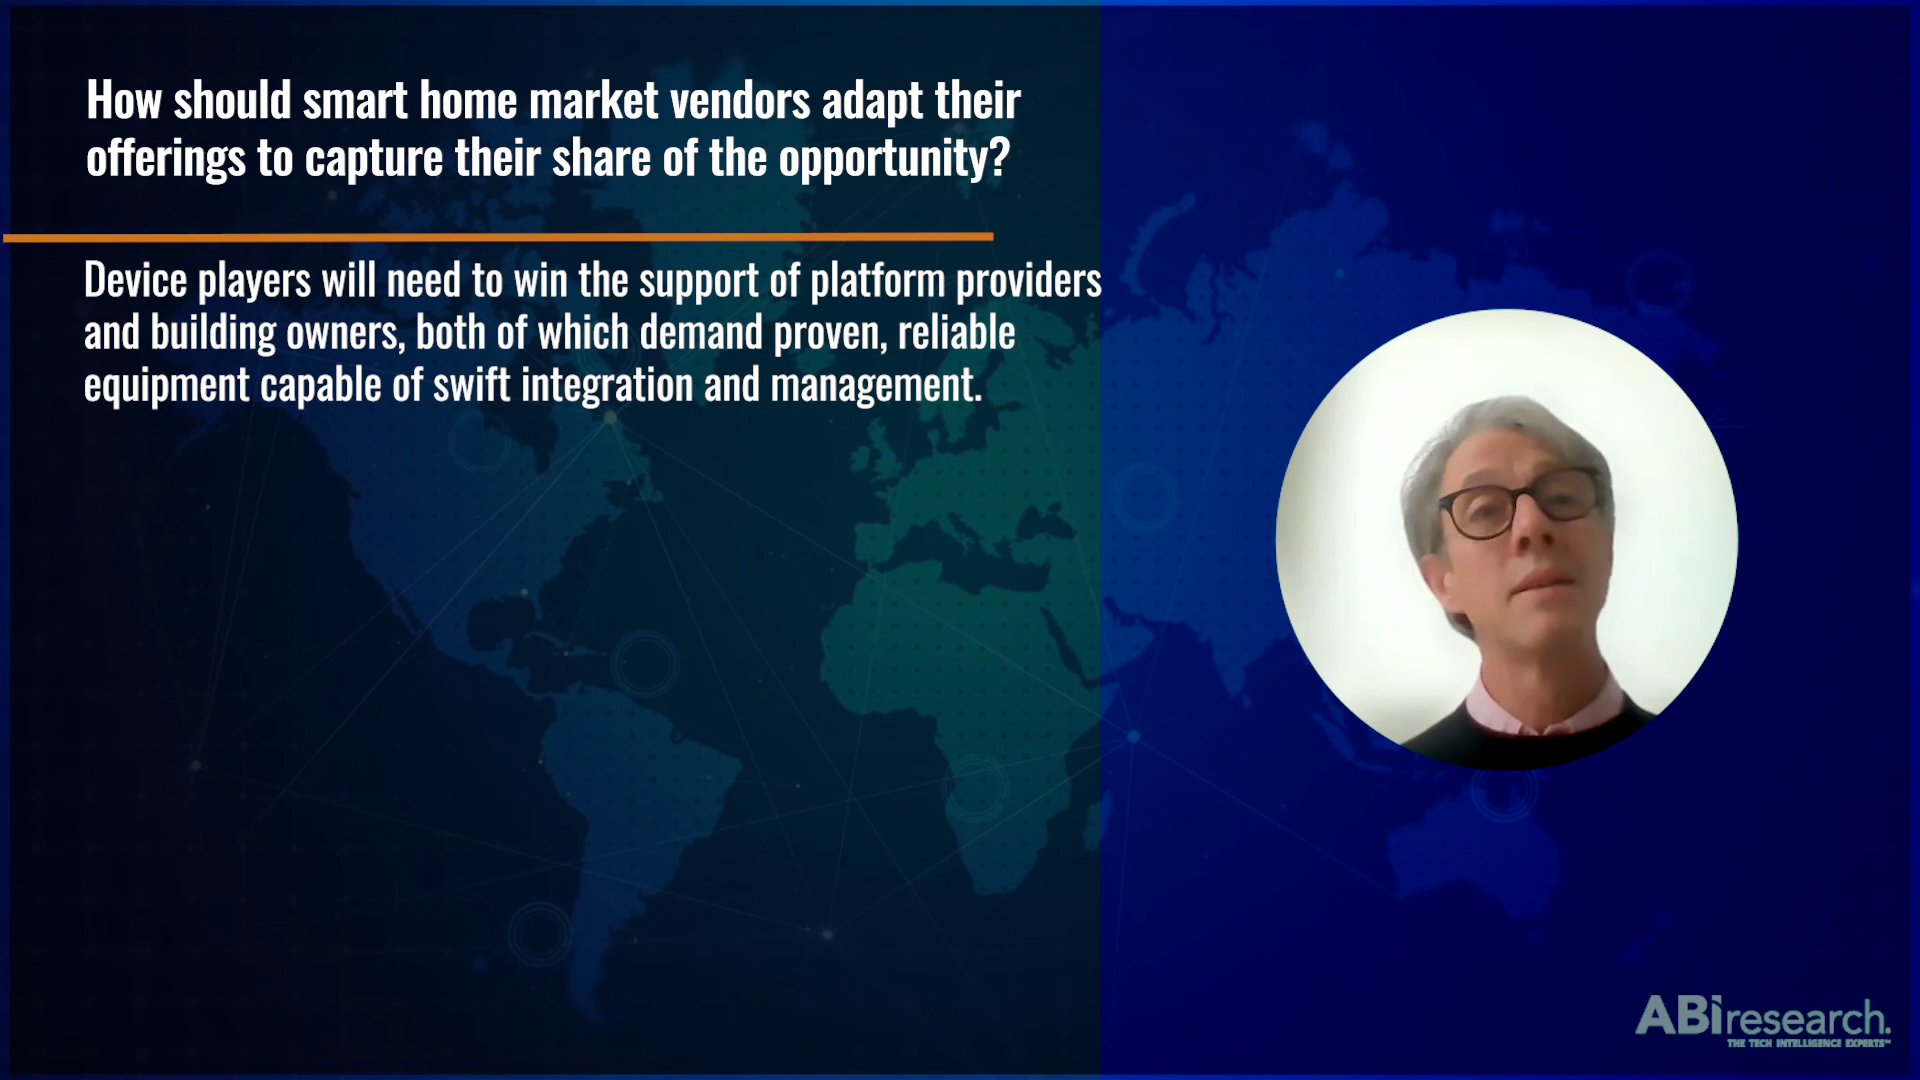 How should smart home market vendors adapt their
offerings to capture their share of the opportunity?
Device players will need to win the support of platform providers
and building owners, both of which demand proven, reliable
equipment capable of swift integration and management.
ABIresearch.
THE TECH INTELLIGENCE EXPERTS™